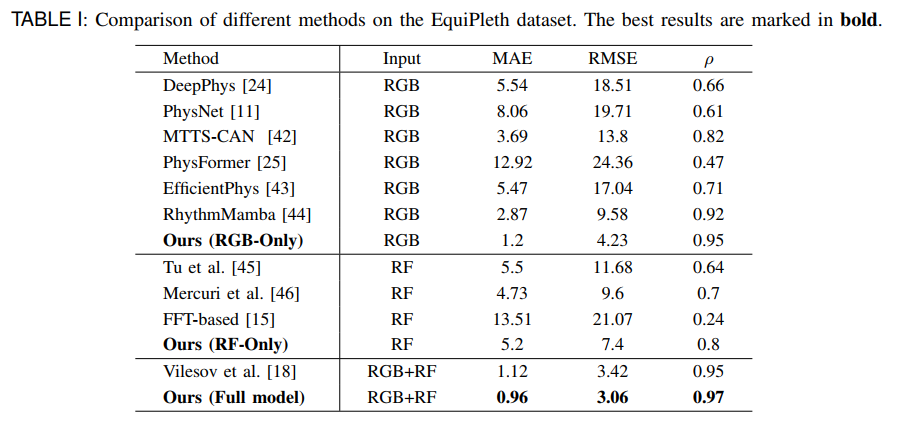 TABLE I: Comparison of different methods on the EquiPleth dataset. The best results are marked in bold.
Method Input MAE RMSE ρ
DeepPhys [24] RGB 5.54 18.51 0.66
PhysNet [11] RGB 8.06 19.71 0.61
MTTS-CAN [42] RGB 3.69 13.8 0.82
PhysFormer [25] RGB 12.92 24.36 0.47
EfficientPhys [43] RGB 5.47 17.04 0.71
RhythmMamba [44] RGB 2.87 9.58 0.92
Ours (RGB-Only) RGB 1.2 4.23 0.95
Tu et al. [45] RF 5.5 11.68 0.64
Mercuri et al. [46] RF 4.73 9.6 0.7
FFT-based [15] RF 13.51 21.07 0.24
Ours (RF-Only) RF 5.2 7.4 0.8
Vilesov et al. [18] RGB+RF 1.12 3.42 0.95
Ours (Full model) RGB+RF 0.96 3.06 0.97